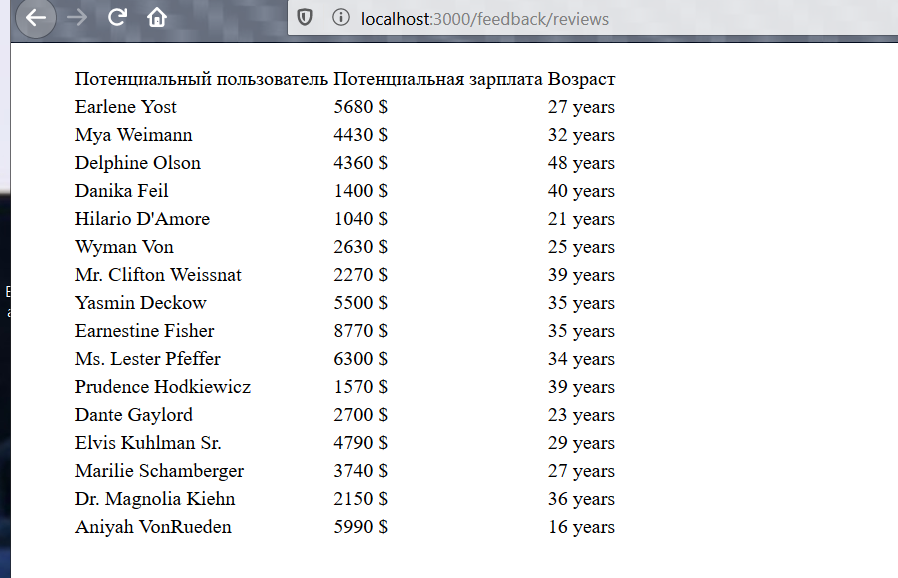 localhost:3000/feedback/reviews
Потенциальный пользователь Потенциальная зарплата Возраст
Earlene Yost 5680 $ 27 years
Mya Weimann 4430 $ 32 years
Delphine Olson 4360 $ 48 years
Danika Feil 1400 $ 40 years
Hilario D'Amore 1040 $ 21 years
Wyman Von 2630 $ 25 years
Mr. Clifton Weissnat 2270 $ 39 years
Yasmin Deckow 5500 $ 35 years
Earnestine Fisher 8770 $ 35 years
Ms. Lester Pfeffer 6300 $ 34 years
Prudence Hodkiewicz 1570 $ 39 years
Dante Gaylord 2700 $ 23 years
Elvis Kuhlman Sr. 4790 $ 29 years
Marilie Schamberger 3740 $ 27 years
Dr. Magnolia Kiehn 2150 $ 36 years
Aniyah VonRueden 5990 $ 16 years